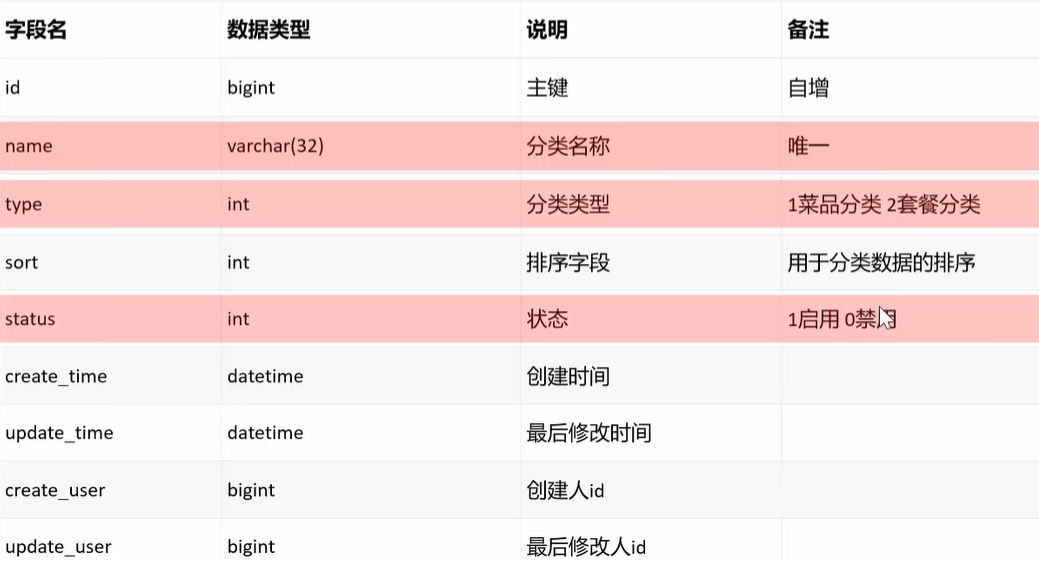 字段名 数据类型 说明 备注
id bigint 主键 自增
name varchar(32) 分类名称 唯一
type int 分类类型 1菜品分类 2套餐分类
sort int 排序字段 用于分类数据的排序
status int 状态 1启用 0禁用
create_time datetime 创建时间
update_time datetime 最后修改时间
create_user bigint 创建人id
update_user bigint 最后修改人id